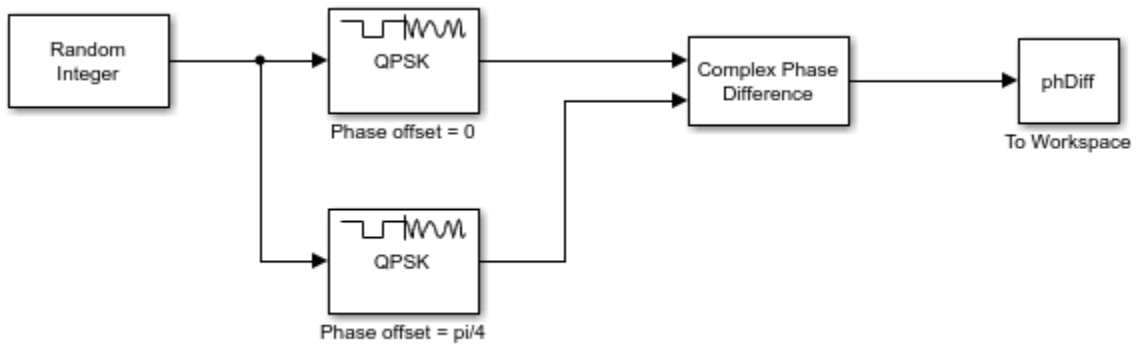 Random
Integer
QPSK
Phase offset = 0
Complex Phase
Difference
phDiff
To Workspace
QPSK
Phase offset = pi/4